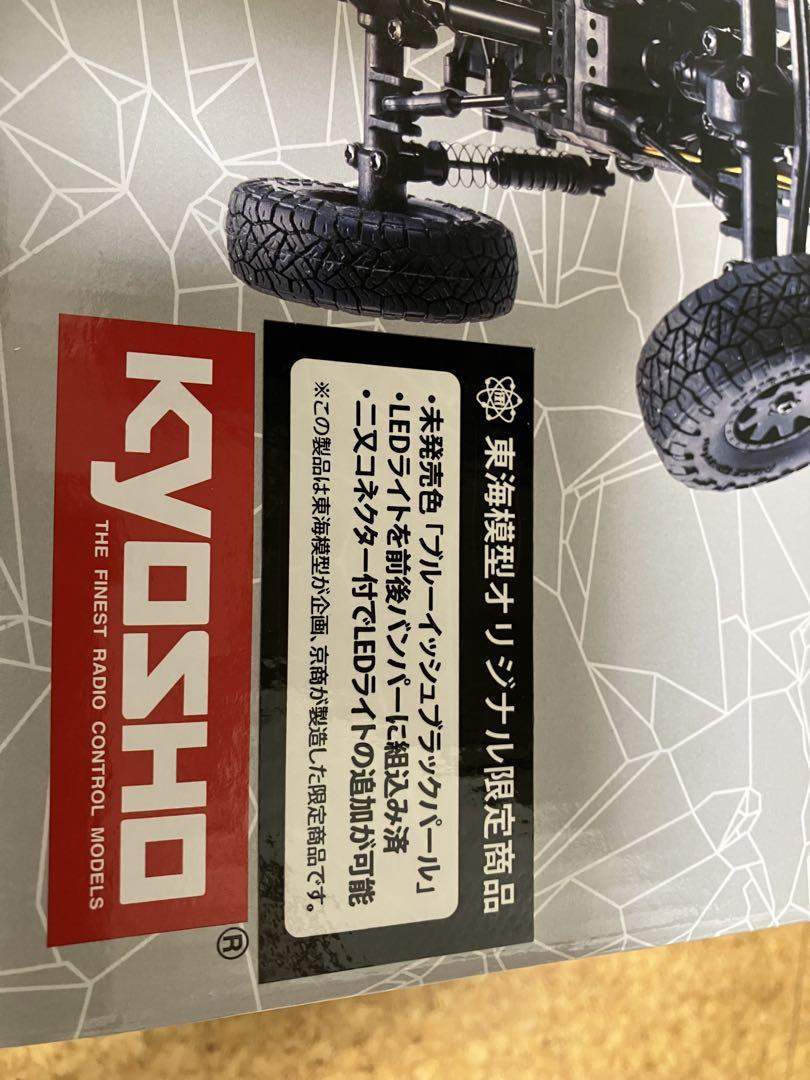 東海模型オリジナル限定商品
・未発売色「ブルーイッシュブラックパール」
・LEDライトを前後バンパーに組込み済
・二又コネクター付でLEDライトの追加が可能
※この製品は東海模型が企画、京商が製造した限定商品です。
KYOSHO®
THE FINEST RADIO CONTROL MODELS